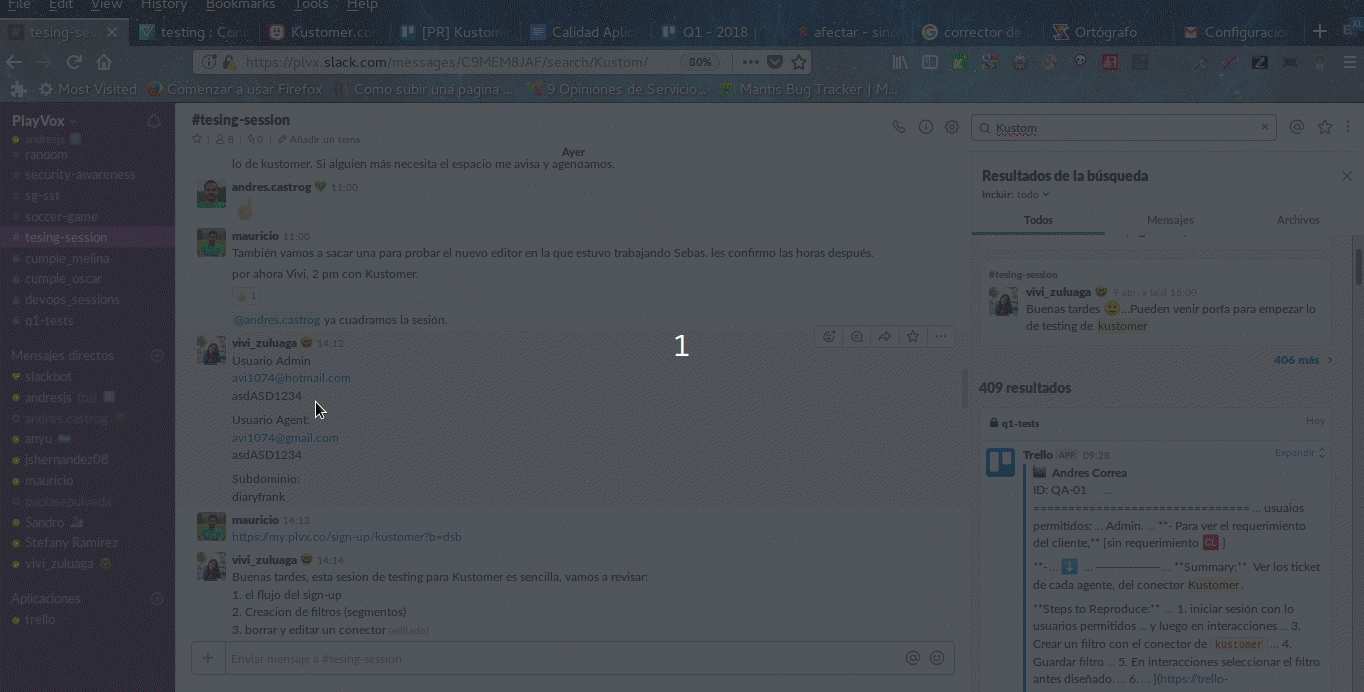 File Edit View History Bookmarks Tools Help
tesing-ses
testing : Con
Kustomer.co
[PR] Kustom
Calidad Aplic
Q1 - 2018
afectar - sino
corrector de
Ortógrafo
Configuración
https://plvx.slack.com/messages/C9MEM8JAF/search/Kustom/
80%
Most Visited
Comenzar a usar Firefox
Como subir una pagina ...
9 Opiniones de Servicio...
Mantis Bug Tracker | M...
PlayVox
andresjs
random
# security-awareness
# sg-sst
# soccer-game
# tesing-session
cumple_melina
cumple_oscar
devops_sessions
q1-tests
Mensajes directos
slackbot
andresjs (tú)
andres.castrog
anyu
jshernandez08
mauricio
paolasepulveda
Sandro
Stefany Ramírez
vivi_zuluaga
Aplicaciones
trello
#tesing-session
8 | 0 | Añadir un tema
Ayer
lo de kustomer. Si alguien más necesita el espacio me avisa y agendamos.
andres.castrog 11:00
mauricio 11:00
También vamos a sacar una para probar el nuevo editor en la que estuvo trabajando Sebas. les confirmo las horas después.
por ahora Vivi, 2 pm con Kustomer.
1
@andres.castrog ya cuadramos la sesión.
vivi_zuluaga 14:12
Usuario Admin
avi1074@hotmail.com
asdASD1234
Usuario Agent:
avi1074@gmail.com
asdASD1234
Subdominio:
diaryfrank
mauricio 14:13
https://my.plvx.co/sign-up/kustomer?b=dsb
vivi_zuluaga 14:14
Buenas tardes, esta sesion de testing para Kustomer es sencilla, vamos a revisar:
1. el flujo del sign-up
2. Creacion de filtros (segmentos)
3. borrar y editar un conector (editado)
Enviar mensaje a #tesing-session
1
Kustom
Resultados de la búsqueda
Incluir: todo
Todos Mensajes Archivos
#tesing-session
vivi_zuluaga 9 abr. a la(s) 16:00
Buenas tardes ...Pueden venir porfa para empezar lo
de testing de kustomer
406 más
409 resultados
q1-tests Hoy
Trello APP 09:28 Expandir
Andres Correa
ID: QA-01 ...
============================== ... usuaios
permitidos: ... Admin. ... **- Para ver el requerimiento
del cliente,** [sin requerimiento CL ]
**- ... ---------------- ... **Summary:** Ver los ticket
de cada agente, del conector Kustomer.
**Steps to Reproduce:** ... 1. iniciar sesión con lo
usuarios permitidos ... y luego en interacciones ... 3.
Crear un filtro con el conector de kustomer ... 4.
Guardar filtro ... 5. En interacciones seleccionar el filtro
antes diseñado. ... 6. ... ](https://trello-